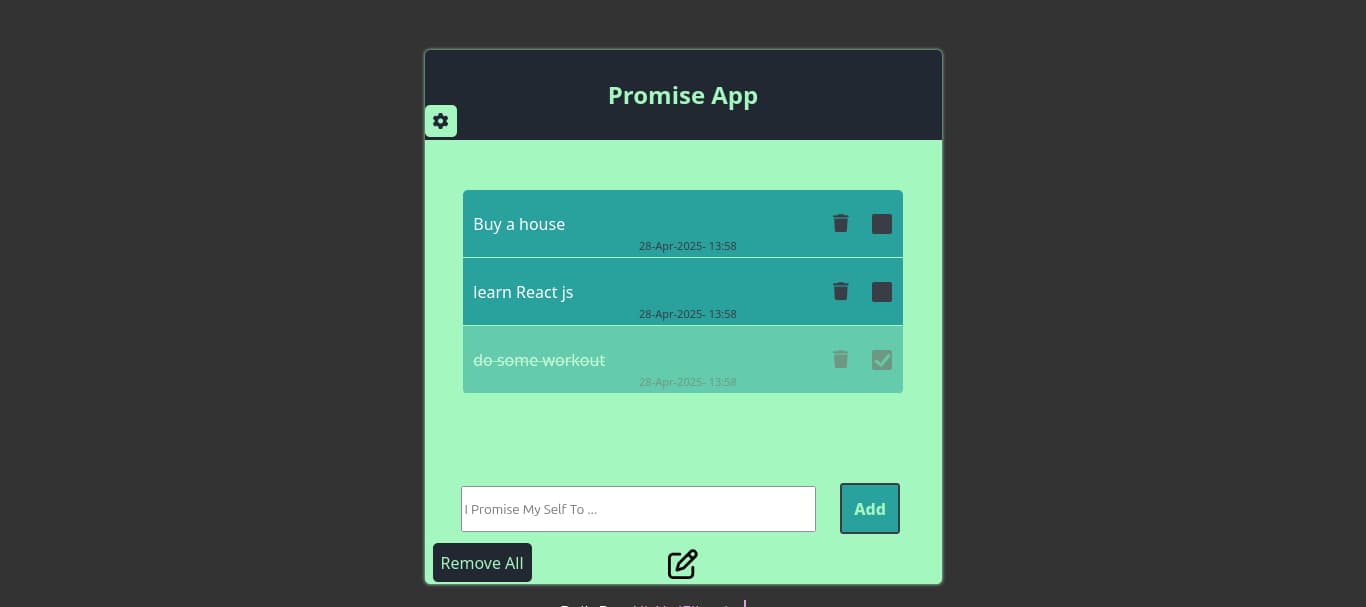 Promise App
Buy a house
28-Apr-2025- 13:58
learn React js
28-Apr-2025- 13:58
do some workout
28-Apr-2025- 13:58
I Promise My Self To ...
Add
Remove All